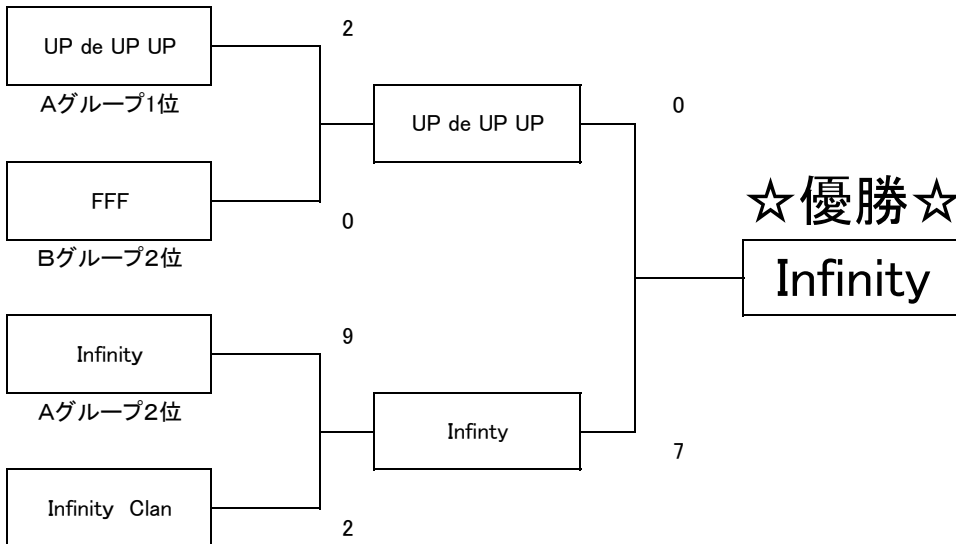 UP de UP UP
2
Aグループ1位
UP de UP UP
0
FFF
0
Bグループ2位
☆優勝☆
Infinity
Infinity
9
Aグループ2位
Infinty
7
Infinity Clan
2